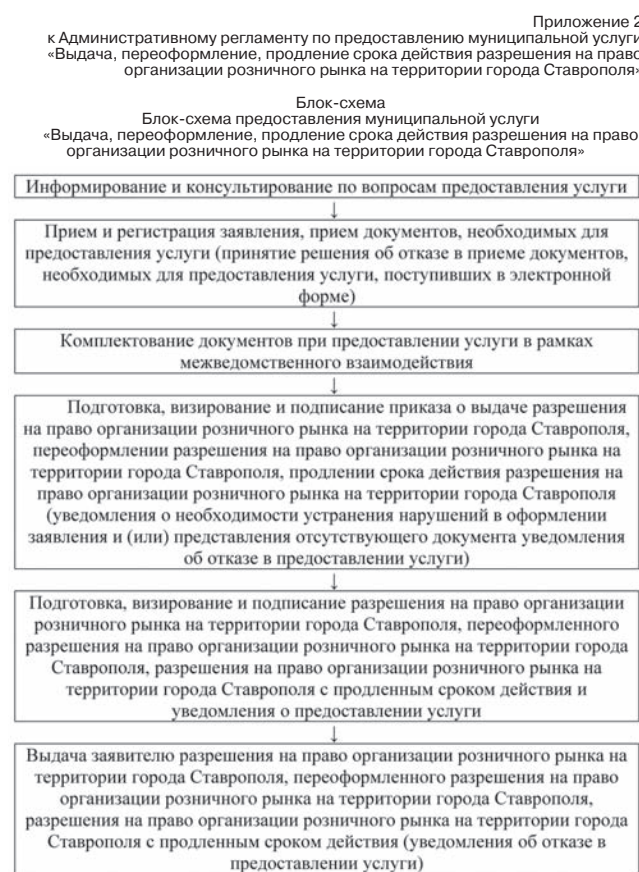 Приложение 2
к Административному регламенту по предоставлению муниципальной услуги
«Выдача, переоформление, продление срока действия разрешения на право
организации розничного рынка на территории города Ставрополя»
Блок-схема
Блок-схема предоставления муниципальной услуги
«Выдача, переоформление, продление срока действия разрешения на право
организации розничного рынка на территории города Ставрополя»
Информирование и консультирование по вопросам предоставления услуги
↓
Прием и регистрация заявления, прием документов, необходимых для
предоставления услуги (принятие решения об отказе в приеме документов,
необходимых для предоставления услуги, поступивших в электронной
форме)
↓
Комплектование документов при предоставлении услуги в рамках
межведомственного взаимодействия
↓
Подготовка, визирование и подписание приказа о выдаче разрешения
на право организации розничного рынка на территории города Ставрополя,
переоформлении разрешения на право организации розничного рынка на
территории города Ставрополя, продлении срока действия разрешения на
право организации розничного рынка на территории города Ставрополя
(уведомления о необходимости устранения нарушений в оформлении
заявления и (или) представления отсутствующего документа уведомления
об отказе в предоставлении услуги)
↓
Подготовка, визирование и подписание разрешения на право организации
розничного рынка на территории города Ставрополя, переоформленного
разрешения на право организации розничного рынка на территории города
Ставрополя, разрешения на право организации розничного рынка на
территории города Ставрополя с продленным сроком действия и
уведомления о предоставлении услуги
↓
Выдача заявителю разрешения на право организации розничного рынка на
территории города Ставрополя, переоформленного разрешения на право
организации розничного рынка на территории города Ставрополя,
разрешения на право организации розничного рынка на территории города
Ставрополя с продленным сроком действия (уведомления об отказе в
предоставлении услуги)